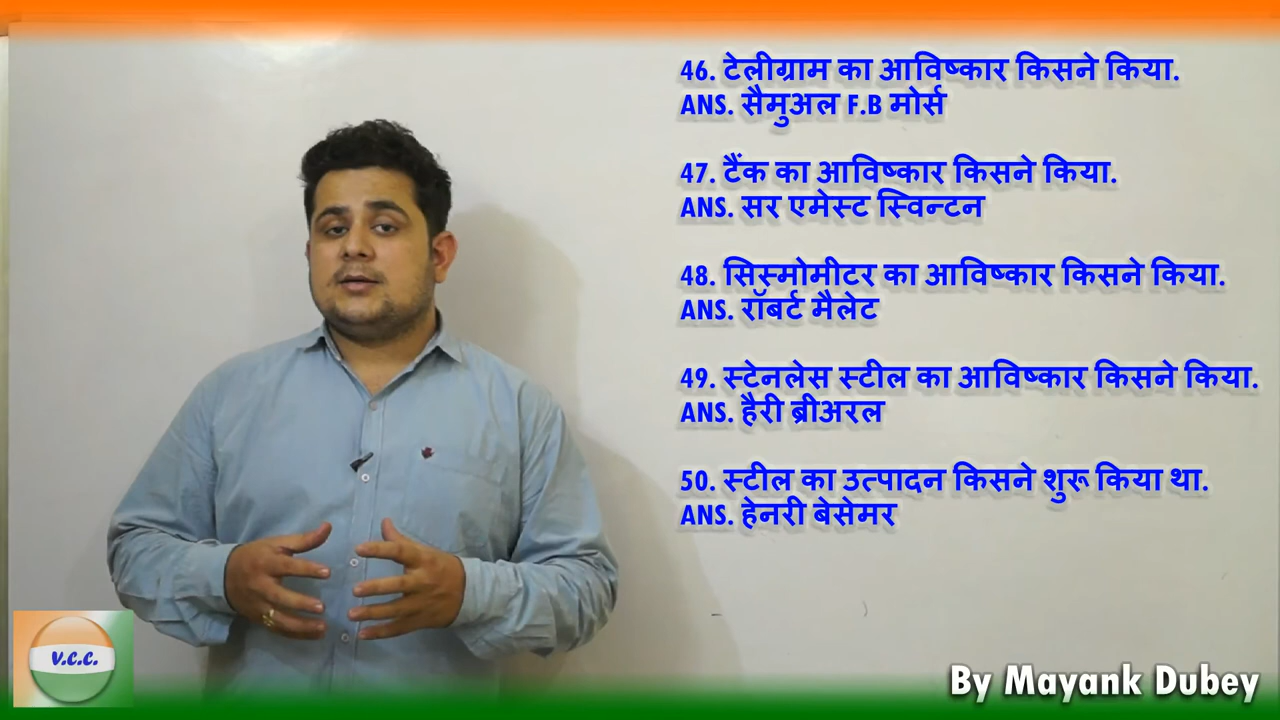 46. टेलीग्राम का आविष्कार किसने किया.
ANS. सैमुअल F.B मोर्स
47. टैंक का आविष्कार किसने किया.
ANS. सर एमेस्ट स्विन्टन
48. सिस्मोमीटर का आविष्कार किसने किया.
ANS. रॉबर्ट मैलेट
49. स्टेनलेस स्टील का आविष्कार किसने किया.
ANS. हैरी ब्रीअरल
50. स्टील का उत्पादन किसने शुरू किया था.
ANS. हेनरी बेसेमर
V.C.C.
By Mayank Dubey